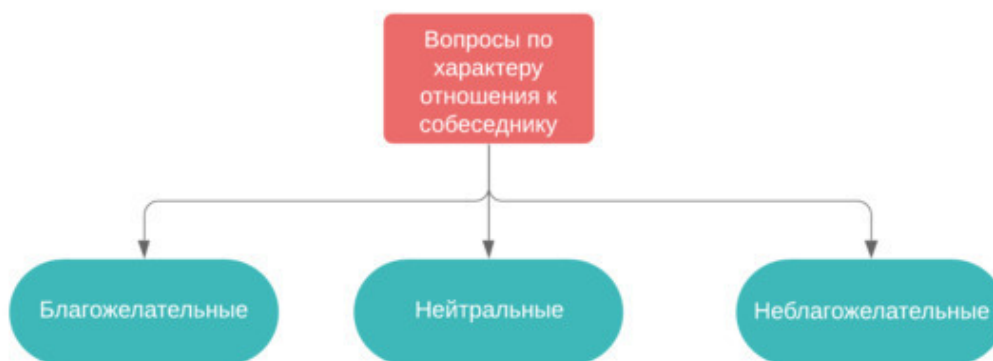 Вопросы по
характеру
отношения к
собеседнику
Благожелательные
Нейтральные
Неблагожелательные